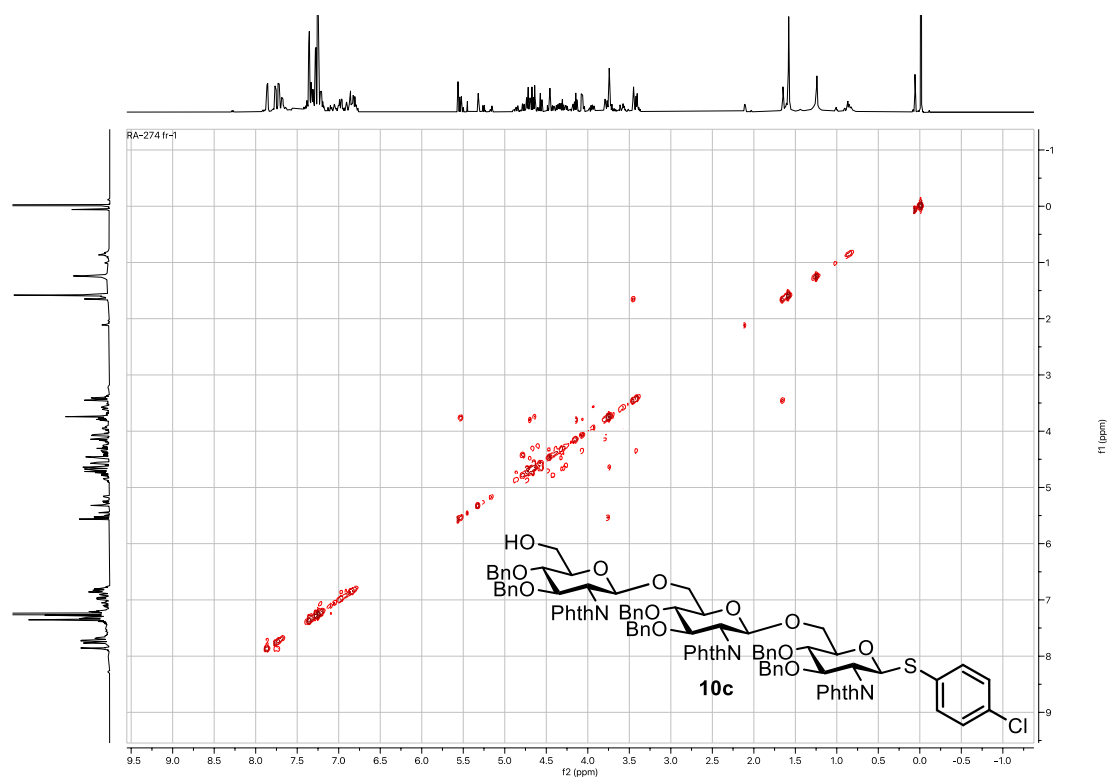 RA-274 fr-1
-1
0
1
2
3
4
5
6
7
8
9
f1 (ppm)
HO
O
BnO
BnO
PhthN
O
O
BnO
BnO
PhthN
O
O
BnO
BnO
PhthN
S
Cl
10c
9.5 9.0 8.5 8.0 7.5 7.0 6.5 6.0 5.5 5.0 4.5 4.0 3.5 3.0 2.5 2.0 1.5 1.0 0.5 0.0 -0.5 -1.0
f2 (ppm)